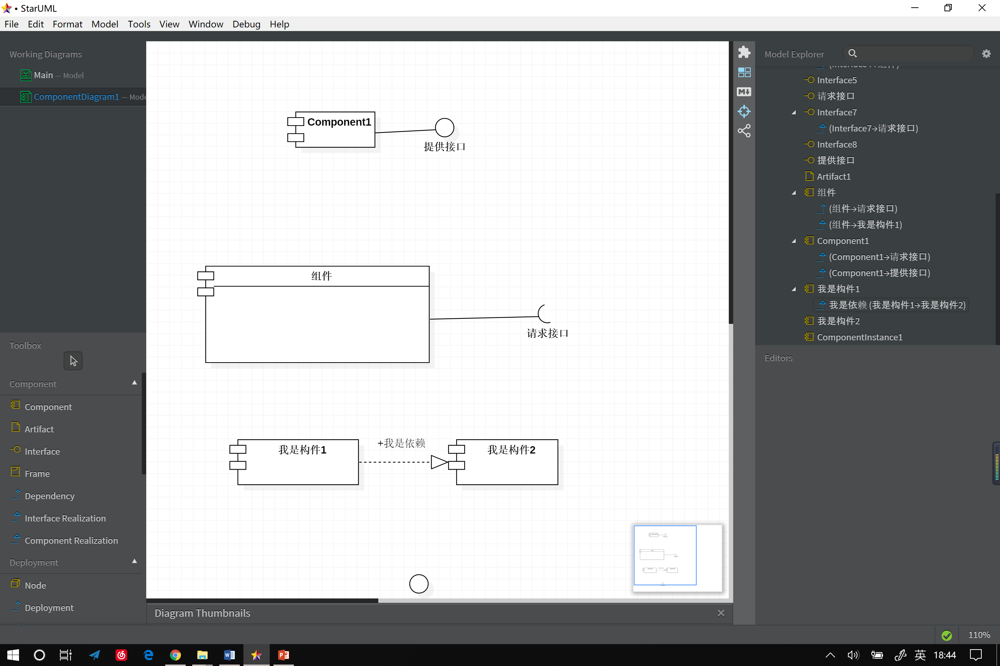 • StarUML
File Edit Format Model Tools View Window Debug Help
Working Diagrams
Main — Model
ComponentDiagram1 — Mode
Toolbox
Component
Component
Artifact
Interface
Frame
Dependency
Interface Realization
Component Realization
Deployment
Node
Deployment
Component1
提供接口
组件
请求接口
+我是依赖
我是构件1
我是构件2
Diagram Thumbnails
M
Model Explorer
(Interface4→组件)
Interface5
请求接口
Interface7
(Interface7→请求接口)
Interface8
提供接口
Artifact1
组件
(组件→请求接口)
(组件→我是构件1)
Component1
(Component1→请求接口)
(Component1→提供接口)
我是构件1
我是依赖 (我是构件1→我是构件2)
我是构件2
ComponentInstance1
Editors
110%
英 18:44